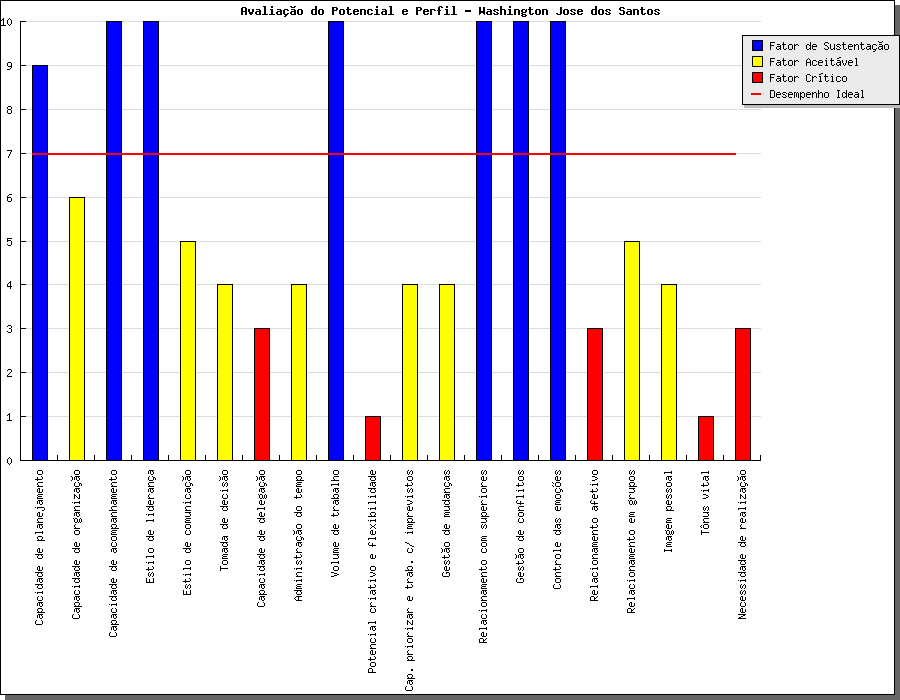 Avaliação do Potencial e Perfil - Washington Jose dos Santos
Fator de Sustentação
Fator Aceitável
Fator Crítico
Desempenho Ideal
10
9
8
7
6
5
4
3
2
1
0
Capacidade de planejamento
Capacidade de organização
Capacidade de acompanhamento
Estilo de liderança
Estilo de comunicação
Tomada de decisão
Capacidade de delegação
Administração do tempo
Volume de trabalho
Potencial criativo e flexibilidade
Cap. priorizar e trab. c/ imprevistos
Gestão de mudanças
Relacionamento com superiores
Gestão de conflitos
Controle das emoções
Relacionamento afetivo
Relacionamento em grupos
Imagem pessoal
Tônus vital
Necessidade de realização